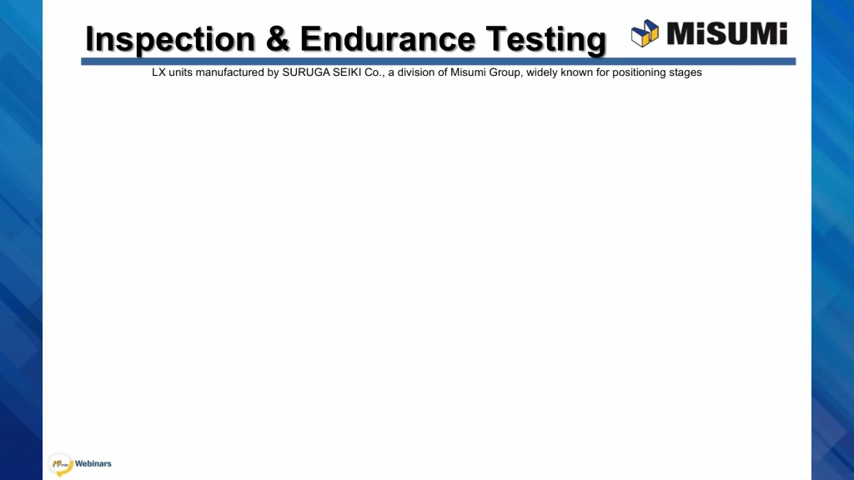 Inspection & Endurance Testing
MiSUMi
LX units manufactured by SURUGA SEIKI Co., a division of Misumi Group, widely known for positioning stages
Webinars